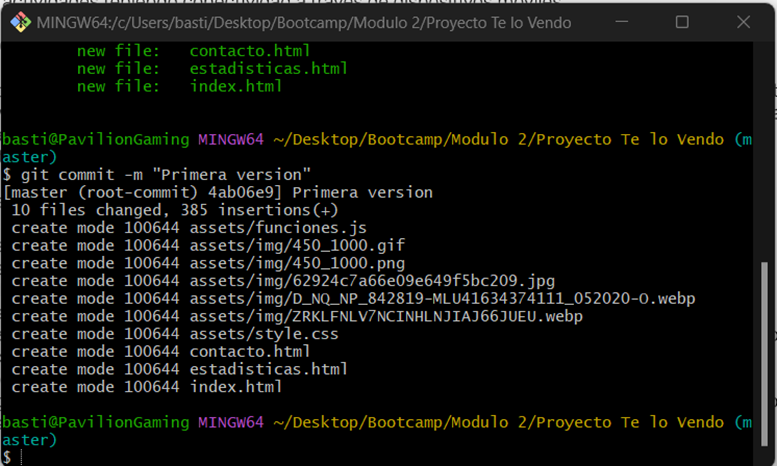 MINGW64:/c/Users/basti/Desktop/Bootcamp/Modulo 2/Proyecto Te lo Vendo
new file:   contacto.html
new file:   estadisticas.html
new file:   index.html
basti@PavilionGaming MINGW64 ~/Desktop/Bootcamp/Modulo 2/Proyecto Te lo Vendo (m
aster)
$ git commit -m "Primera version"
[master (root-commit) 4ab06e9] Primera version
 10 files changed, 385 insertions(+)
 create mode 100644 assets/funciones.js
 create mode 100644 assets/img/450_1000.gif
 create mode 100644 assets/img/450_1000.png
 create mode 100644 assets/img/62924c7a66e09e649f5bc209.jpg
 create mode 100644 assets/img/D_NQ_NP_842819-MLU41634374111_052020-O.webp
 create mode 100644 assets/img/ZRKLFNLV7NCINHLNJIAJ66JUEU.webp
 create mode 100644 assets/style.css
 create mode 100644 contacto.html
 create mode 100644 estadisticas.html
 create mode 100644 index.html
basti@PavilionGaming MINGW64 ~/Desktop/Bootcamp/Modulo 2/Proyecto Te lo Vendo (m
aster)
$